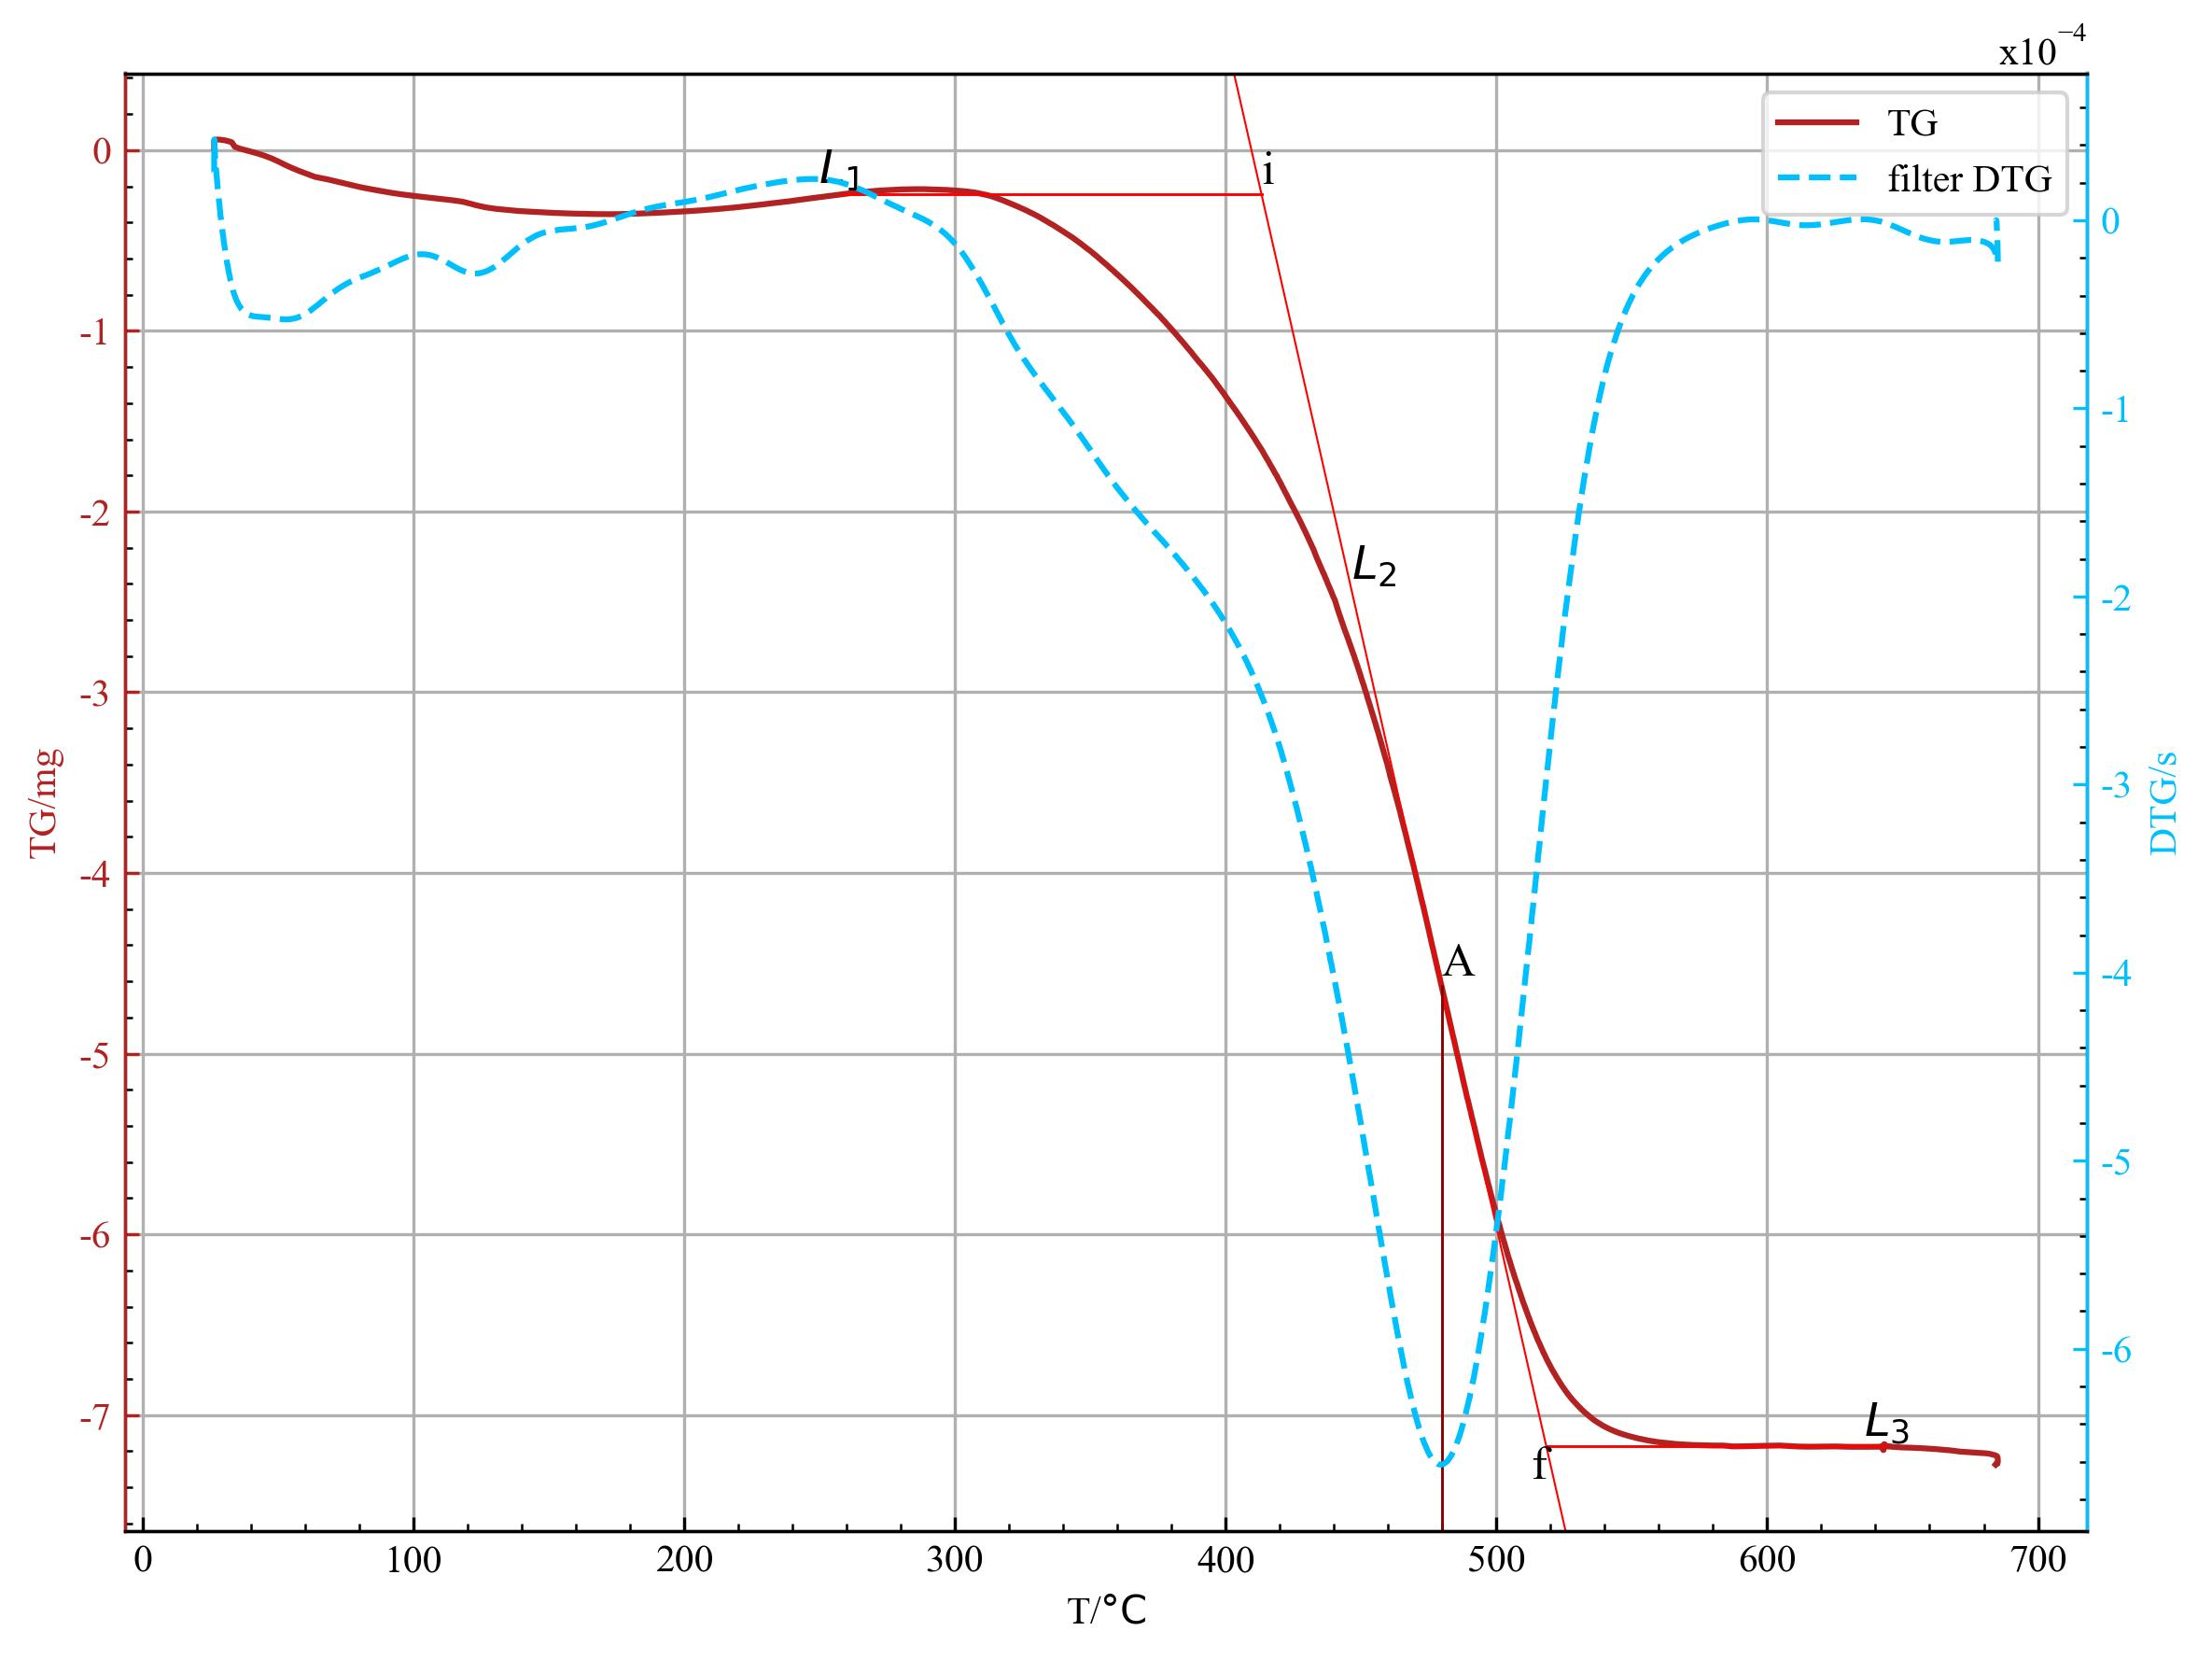 x10⁻⁴
TG
filter DTG
0
-1
-2
-3
-4
-5
-6
-7
TG/mg
L₁
i
L₂
A
f
L₃
0
-1
-2
-3
-4
-5
-6
DTG/s
0 100 200 300 400 500 600 700
T/°C